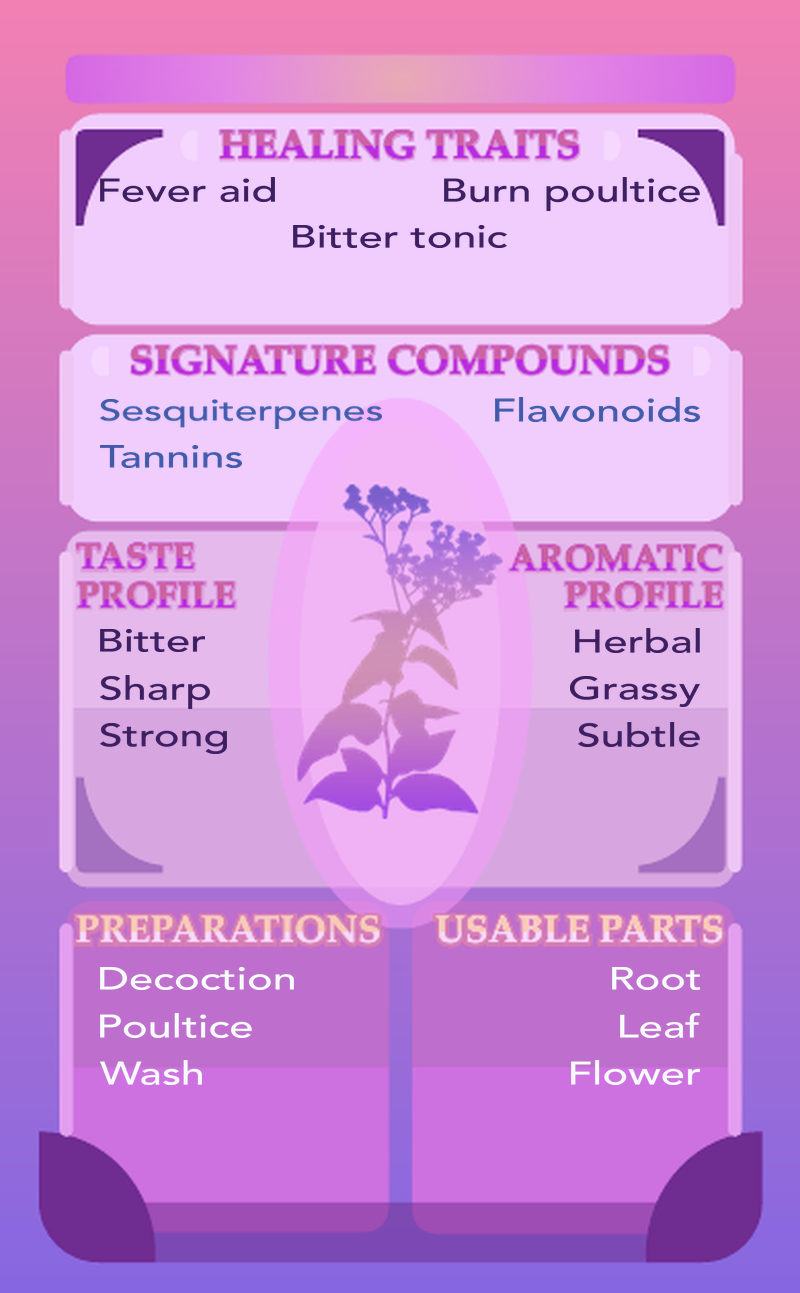 HEALING TRAITS
Fever aid Burn poultice
Bitter tonic
SIGNATURE COMPOUNDS
Sesquiterpenes Flavonoids
Tannins
TASTE
PROFILE
Bitter
Sharp
Strong
AROMATIC
PROFILE
Herbal
Grassy
Subtle
PREPARATIONS
Decoction
Poultice
Wash
USABLE PARTS
Root
Leaf
Flower